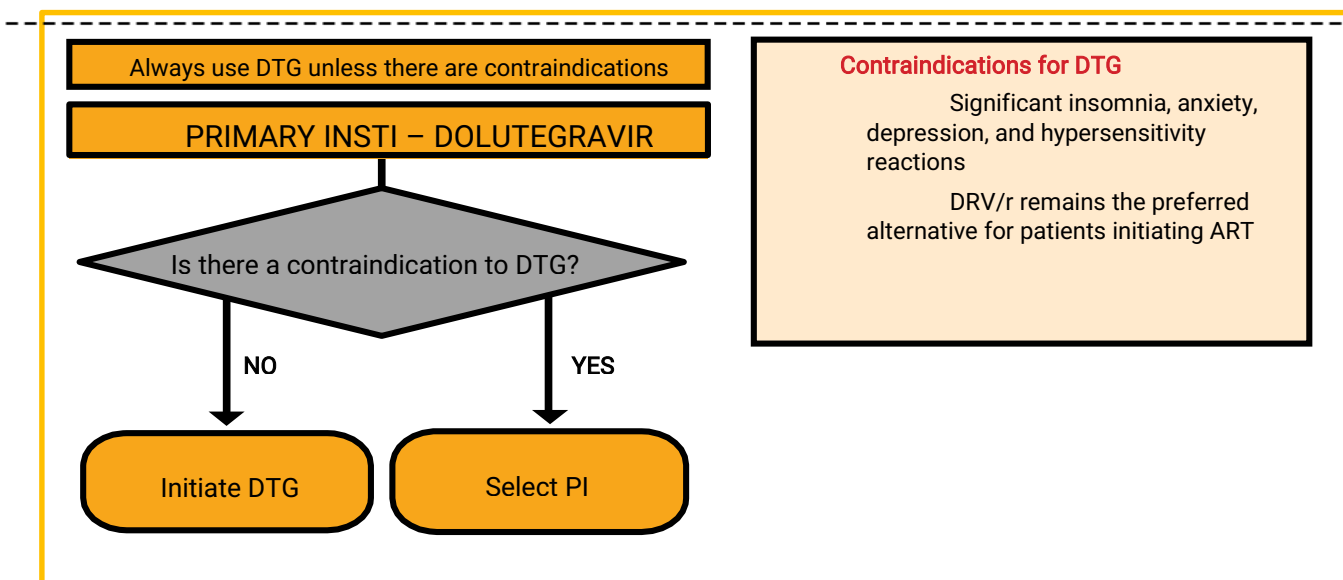 Always use DTG unless there are contraindications
PRIMARY INSTI – DOLUTEGRAVIR
Is there a contraindication to DTG?
NO
YES
Initiate DTG
Select PI
Contraindications for DTG
Significant insomnia, anxiety,
depression, and hypersensitivity
reactions
DRV/r remains the preferred
alternative for patients initiating ART